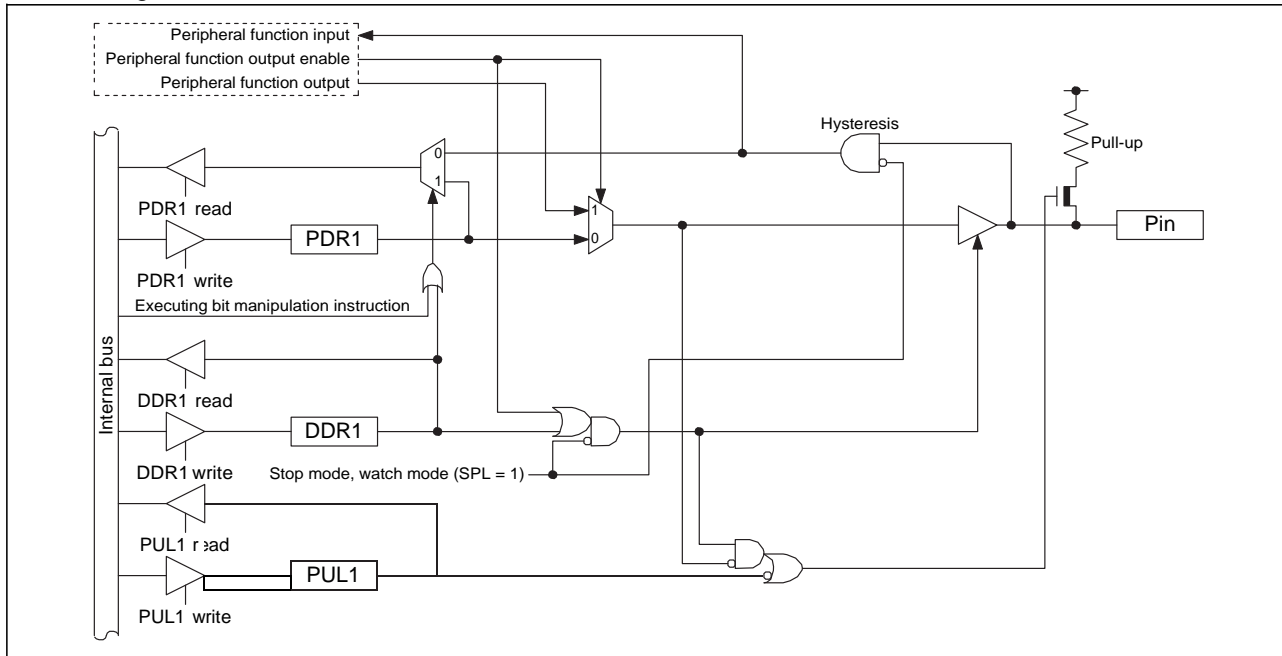 Peripheral function input
Peripheral function output enable
Peripheral function output
Hysteresis
Pull-up
0
1
PDR1 read
1
0
PDR1
Pin
PDR1 write
Executing bit manipulation instruction
Internal bus
DDR1 read
DDR1
DDR1 write
Stop mode, watch mode (SPL = 1)
PUL1 read
PUL1
PUL1 write